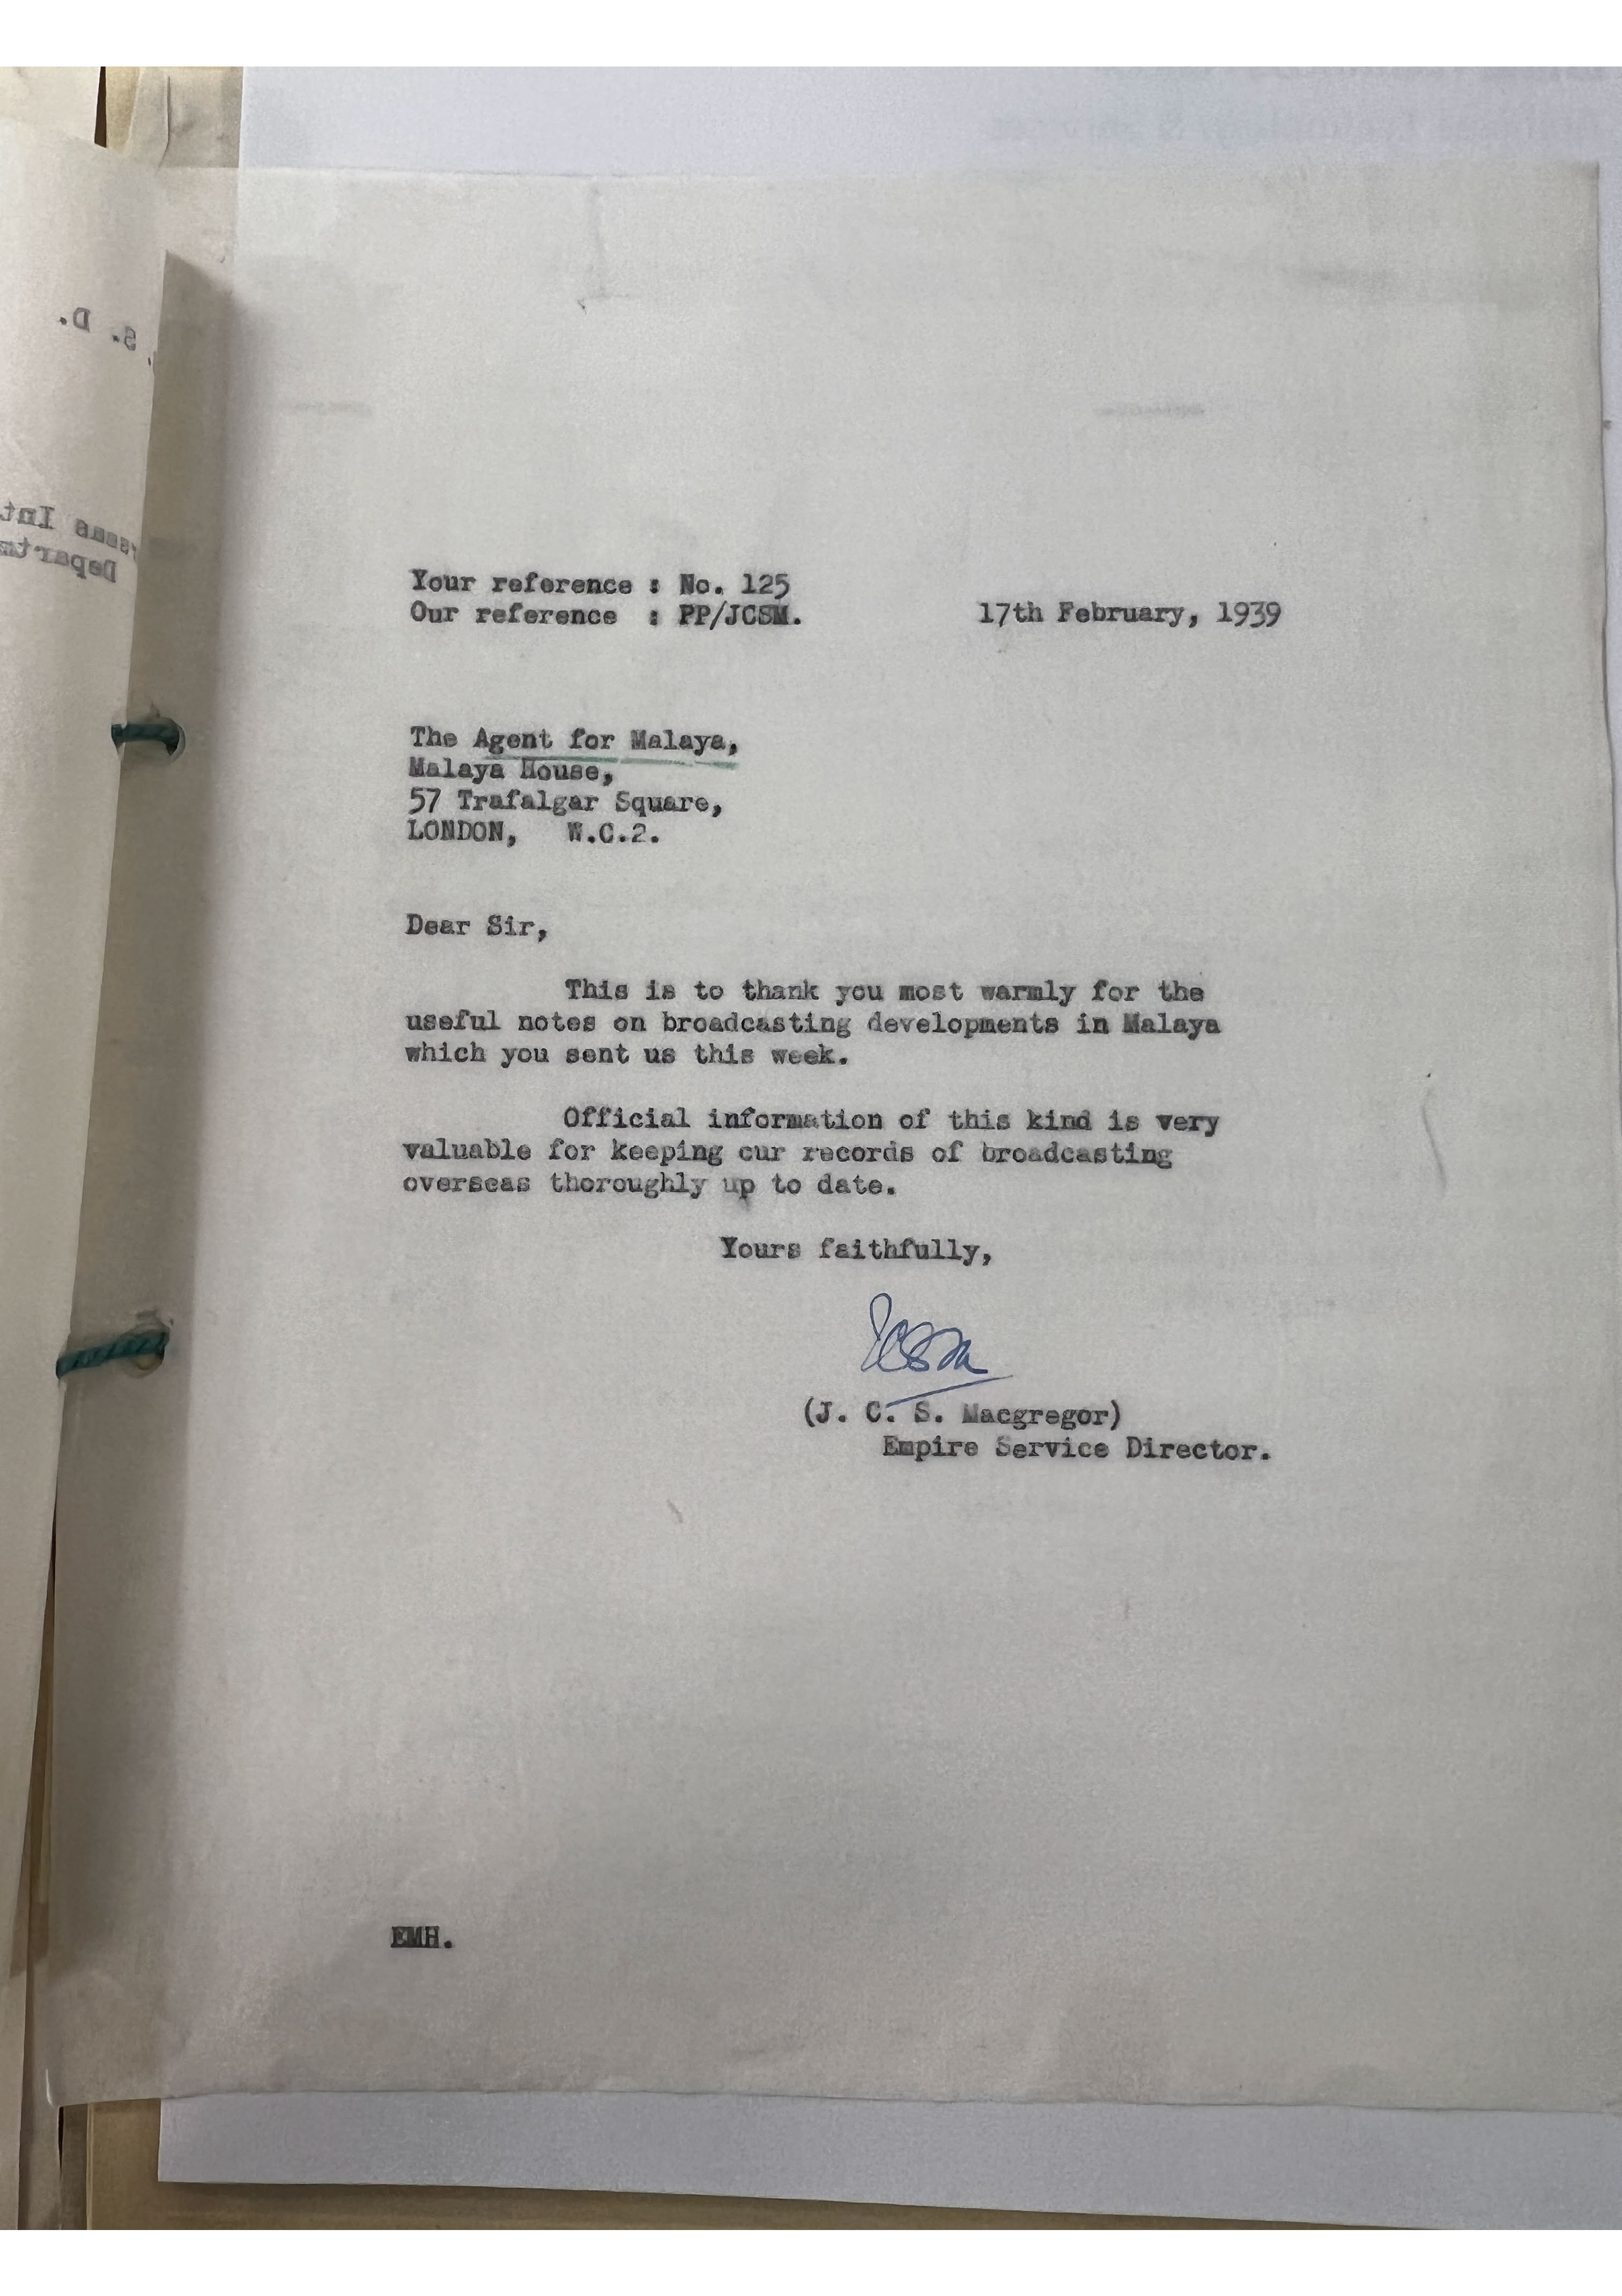 Your reference : No. 125
Our reference : PP/JCSM.
17th February, 1939
The Agent for Malaya,
Malaya House,
57 Trafalgar Square,
LONDON, W.C.2.
Dear Sir,
This is to thank you most warmly for the
useful notes on broadcasting developments in Malaya
which you sent us this week.
Official information of this kind is very
valuable for keeping our records of broadcasting
overseas thoroughly up to date.
Yours faithfully,
JCSM
(J. C. S. Macgregor)
Empire Service Director.
EMH.